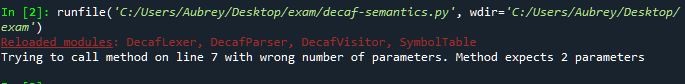 In [2]: runfile('C:/Users/Aubrey/Desktop/exam/decaf-semantics.py', wdir='C:/Users/Aubrey/Desktop/
exam')
Reloaded modules: DecafLexer, DecafParser, DecafVisitor, SymbolTable
Trying to call method on line 7 with wrong number of parameters. Method expects 2 parameters